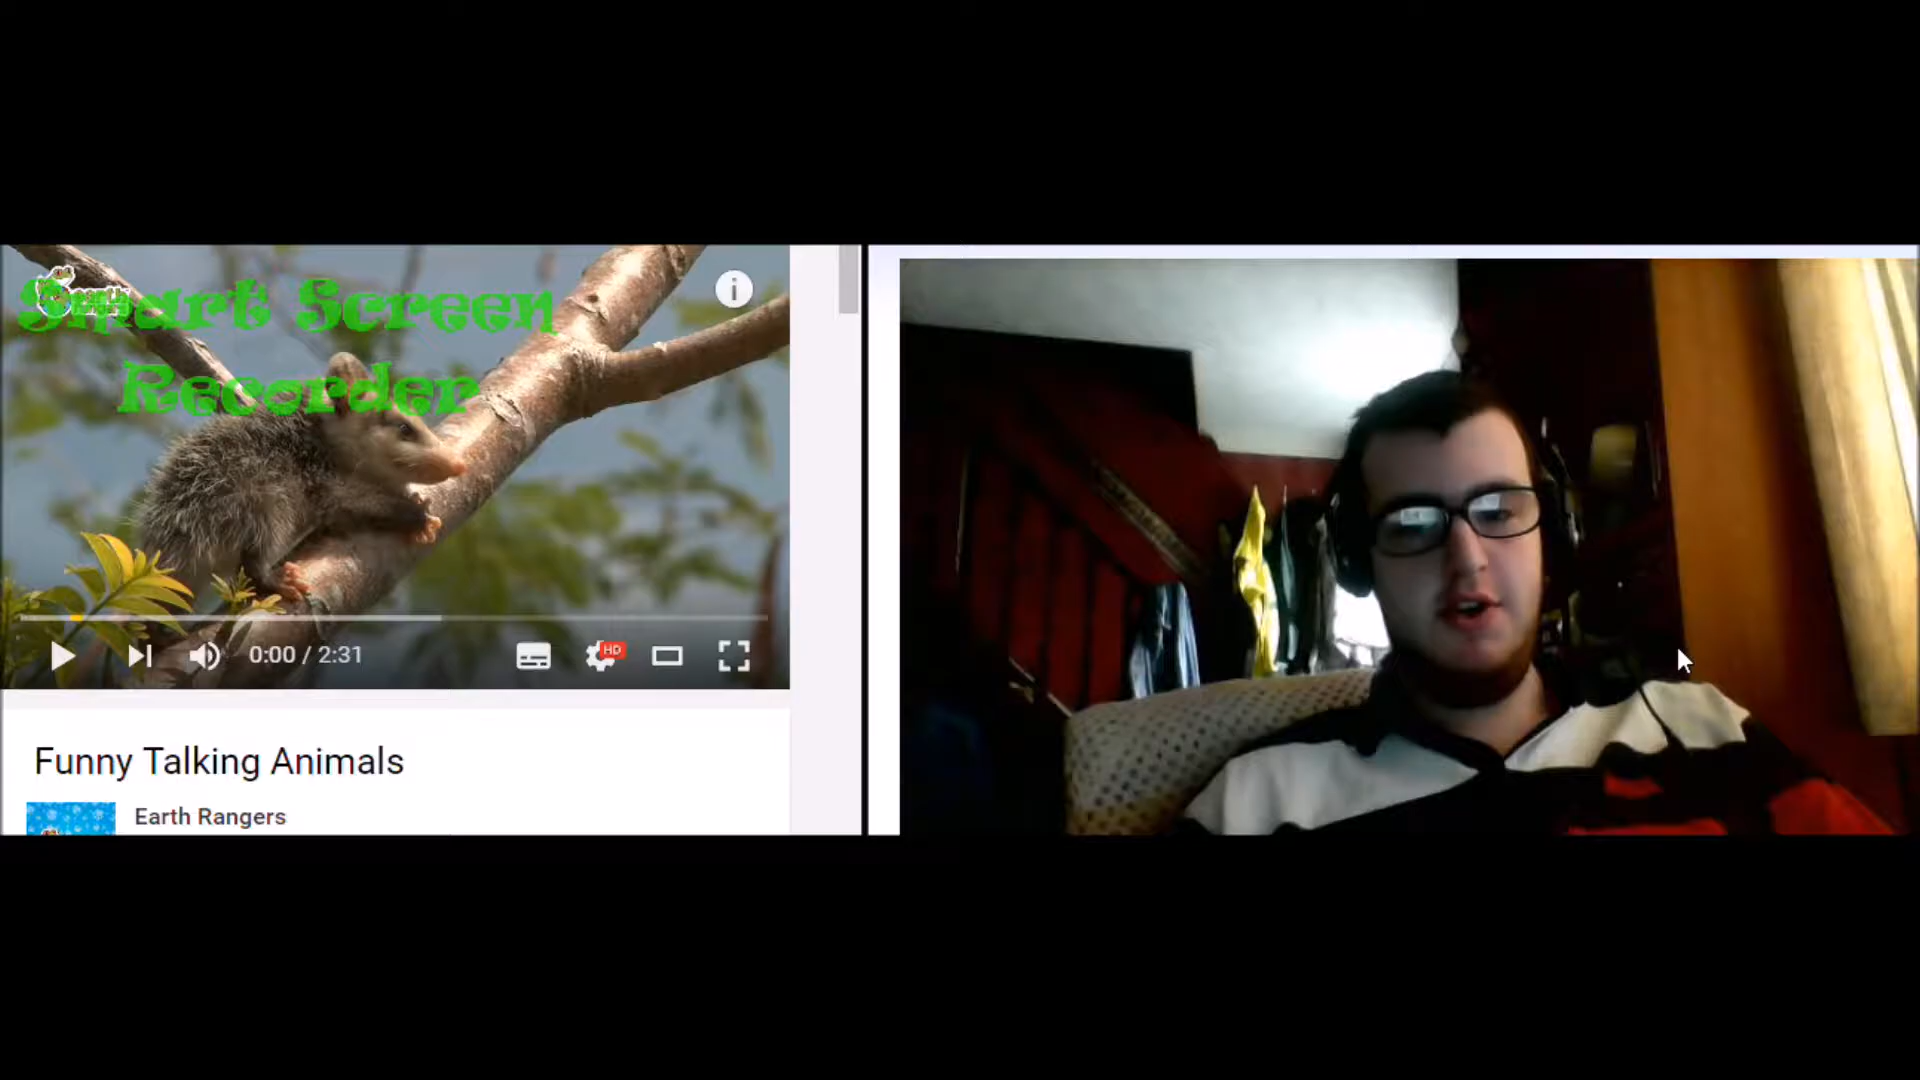 Smart Screen
Recorder
0:00 / 2:31
HD
Funny Talking Animals
Earth Rangers